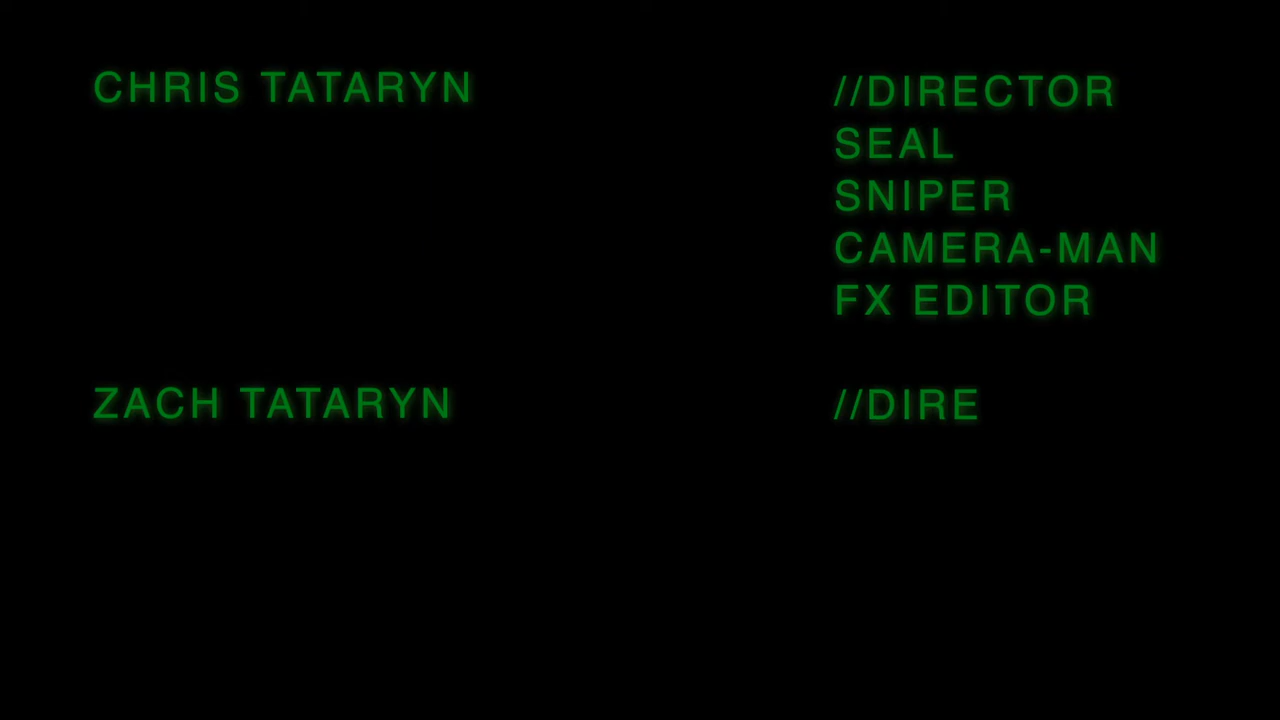 CHRIS TATARYN //DIRECTOR
SEAL
SNIPER
CAMERA-MAN
FX EDITOR
ZACH TATARYN //DIRE